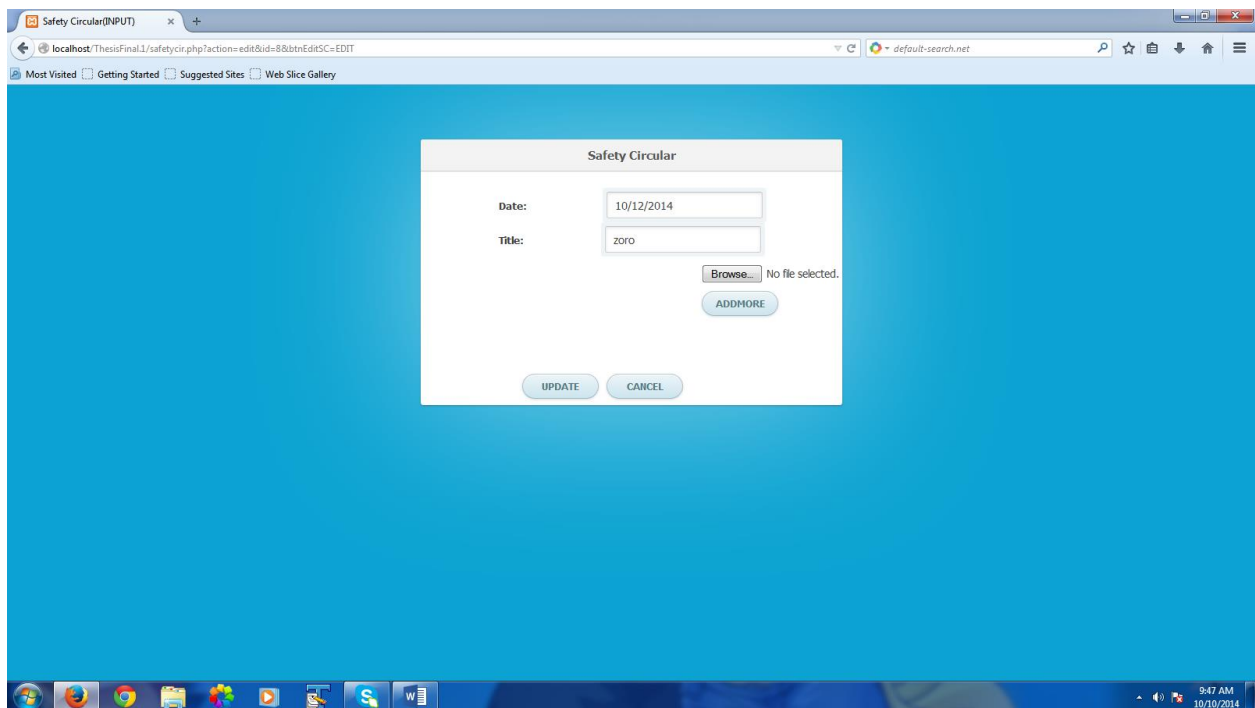 Safety Circular(INPUT) × +
localhost/ThesisFinal.1/safetycir.php?action=edit&id=8&btnEditSC=EDIT
default-search.net
Most Visited Getting Started Suggested Sites Web Slice Gallery
Safety Circular
Date: 10/12/2014
Title: zoro
Browse... No file selected.
ADDMORE
UPDATE CANCEL
9:47 AM
10/10/2014